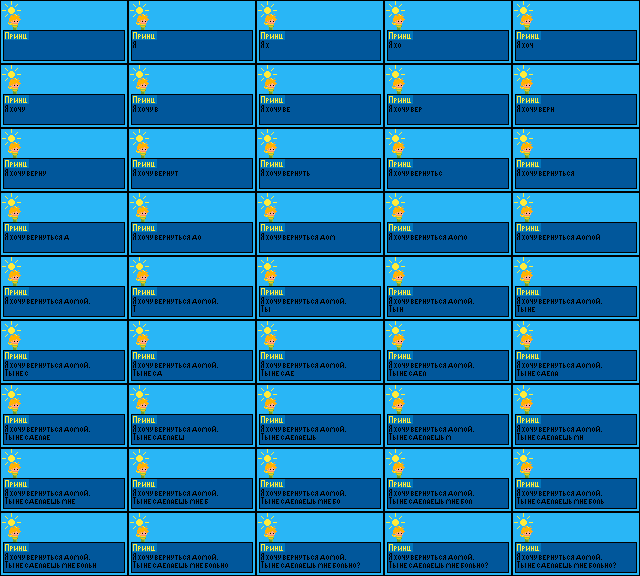 Принц
Принц
Я
Принц
Я х
Принц
Я хо
Принц
Я хоч
Принц
Я хочу
Принц
Я хочу в
Принц
Я хочу ве
Принц
Я хочу вер
Принц
Я хочу верн
Принц
Я хочу верну
Принц
Я хочу вернут
Принц
Я хочу вернуть
Принц
Я хочу вернутьс
Принц
Я хочу вернуться
Принц
Я хочу вернуться д
Принц
Я хочу вернуться до
Принц
Я хочу вернуться дом
Принц
Я хочу вернуться домо
Принц
Я хочу вернуться домой
Принц
Я хочу вернуться домой.
Принц
Я хочу вернуться домой.
Т
Принц
Я хочу вернуться домой.
Ты
Принц
Я хочу вернуться домой.
Ты н
Принц
Я хочу вернуться домой.
Ты не
Принц
Я хочу вернуться домой.
Ты не с
Принц
Я хочу вернуться домой.
Ты не сд
Принц
Я хочу вернуться домой.
Ты не сде
Принц
Я хочу вернуться домой.
Ты не сдел
Принц
Я хочу вернуться домой.
Ты не сдела
Принц
Я хочу вернуться домой.
Ты не сделае
Принц
Я хочу вернуться домой.
Ты не сделаеш
Принц
Я хочу вернуться домой.
Ты не сделаешь
Принц
Я хочу вернуться домой.
Ты не сделаешь м
Принц
Я хочу вернуться домой.
Ты не сделаешь мн
Принц
Я хочу вернуться домой.
Ты не сделаешь мне
Принц
Я хочу вернуться домой.
Ты не сделаешь мне б
Принц
Я хочу вернуться домой.
Ты не сделаешь мне бо
Принц
Я хочу вернуться домой.
Ты не сделаешь мне бол
Принц
Я хочу вернуться домой.
Ты не сделаешь мне боль
Принц
Я хочу вернуться домой.
Ты не сделаешь мне больн
Принц
Я хочу вернуться домой.
Ты не сделаешь мне больно
Принц
Я хочу вернуться домой.
Ты не сделаешь мне больно?
Принц
Я хочу вернуться домой.
Ты не сделаешь мне больно?
Принц
Я хочу вернуться домой.
Ты не сделаешь мне больно?